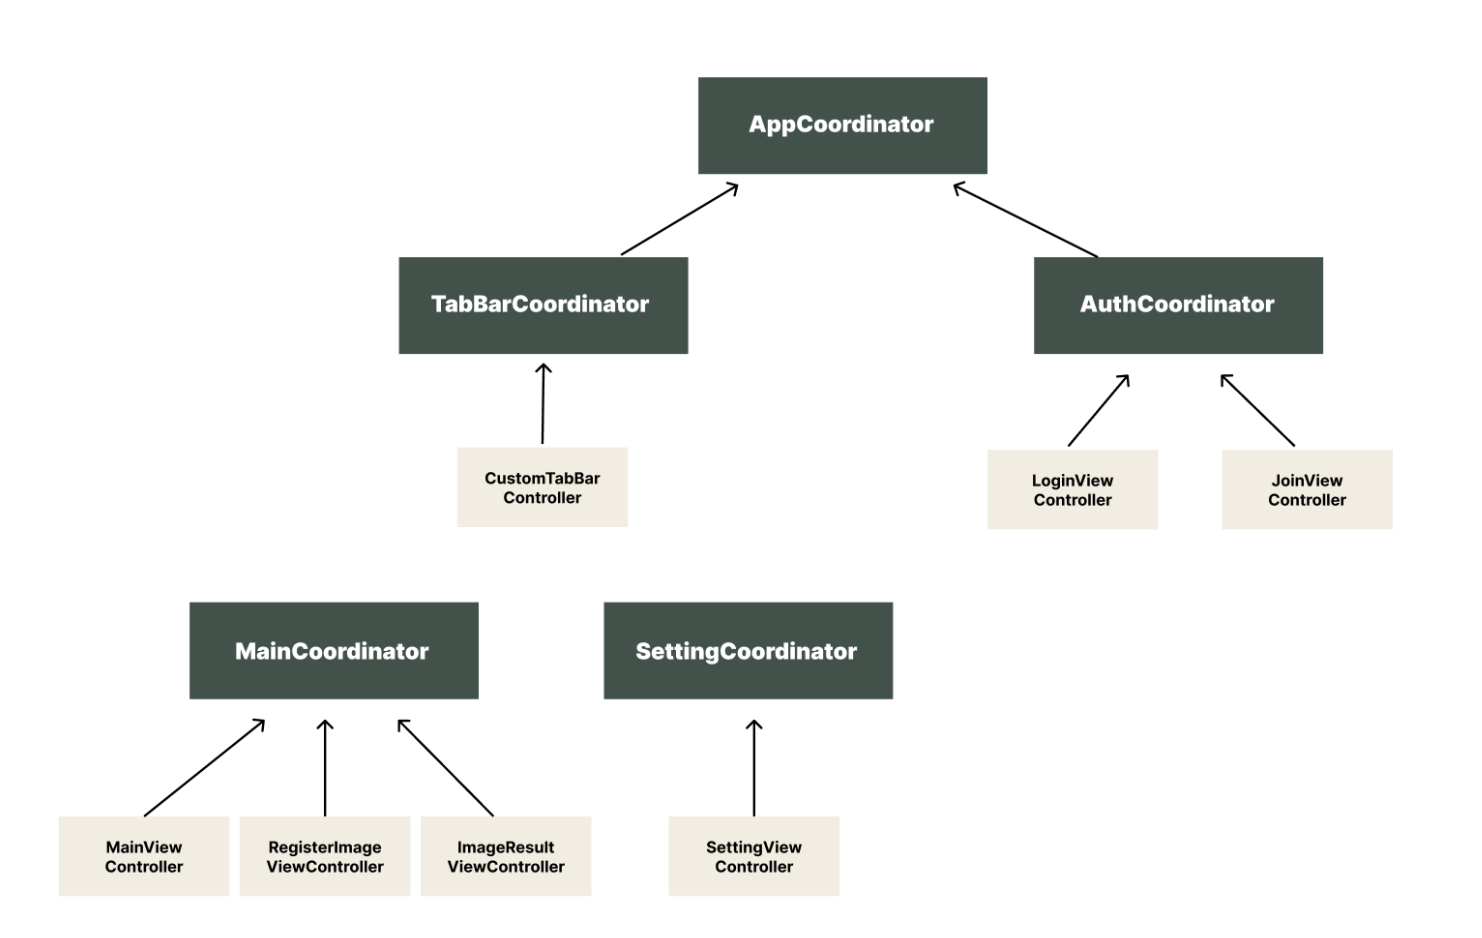 AppCoordinator
TabBarCoordinator
AuthCoordinator
CustomTabBar
Controller
LoginView
Controller
JoinView
Controller
MainCoordinator
SettingCoordinator
MainView
Controller
RegisterImage
ViewController
ImageResult
ViewController
SettingView
Controller